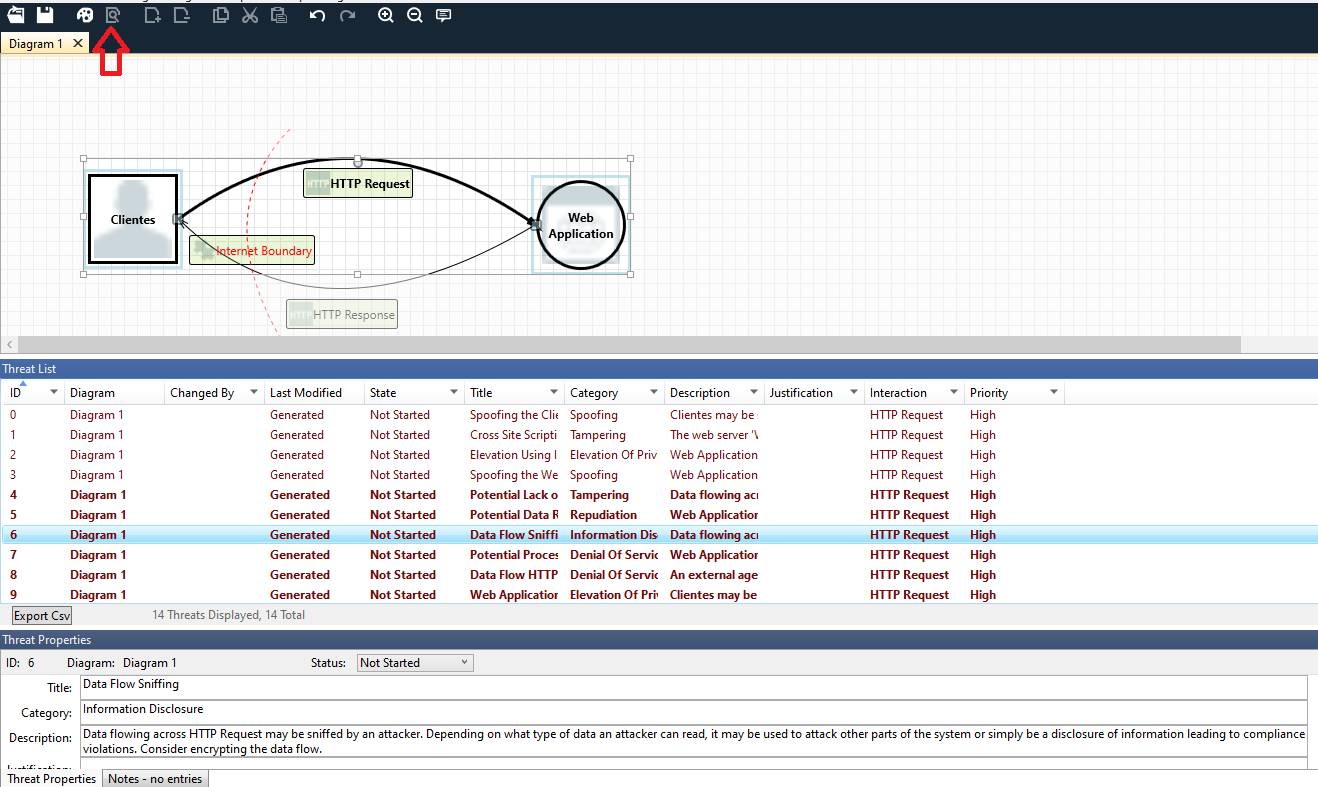 Diagram 1
HTTP
HTTP Request
Clientes
Web
Application
Internet Boundary
HTTP
HTTP Response
Threat List
ID Diagram Changed By Last Modified State Title Category Description Justification Interaction Priority
0 Diagram 1 Generated Not Started Spoofing the Clie Spoofing Clientes may be HTTP Request High
1 Diagram 1 Generated Not Started Cross Site Scripti Tampering The web server HTTP Request High
2 Diagram 1 Generated Not Started Elevation Using I Elevation Of Priv Web Application HTTP Request High
3 Diagram 1 Generated Not Started Spoofing the We Spoofing Web Application HTTP Request High
4 Diagram 1 Generated Not Started Potential Lack o Tampering Data flowing acr HTTP Request High
5 Diagram 1 Generated Not Started Potential Data R Repudiation Web Application HTTP Request High
6 Diagram 1 Generated Not Started Data Flow Sniffi Information Dis Data flowing acr HTTP Request High
7 Diagram 1 Generated Not Started Potential Proces Denial Of Servic Web Application HTTP Request High
8 Diagram 1 Generated Not Started Data Flow HTTP Denial Of Servic An external age HTTP Request High
9 Diagram 1 Generated Not Started Web Application Elevation Of Pri Clientes may be HTTP Request High
Export Csv 14 Threats Displayed, 14 Total
Threat Properties
ID: 6 Diagram: Diagram 1 Status: Not Started
Title: Data Flow Sniffing
Category: Information Disclosure
Description: Data flowing across HTTP Request may be sniffed by an attacker. Depending on what type of data an attacker can read, it may be used to attack other parts of the system or simply be a disclosure of information leading to compliance
violations. Consider encrypting the data flow.
Threat Properties Notes - no entries